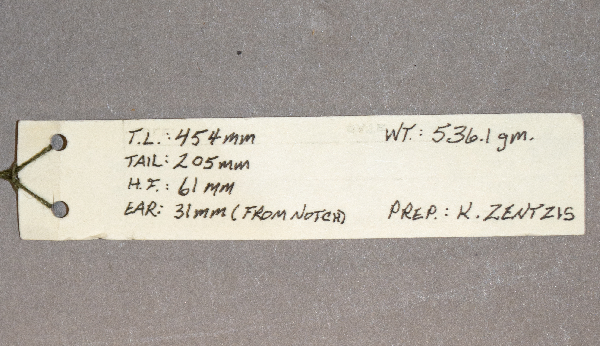 T.L.: 454mm WT.: 536.1 gm.
TAIL: 205mm
H.F.: 61 mm
EAR: 31mm (FROM NOTCH) PREP.: K. ZENTZIS